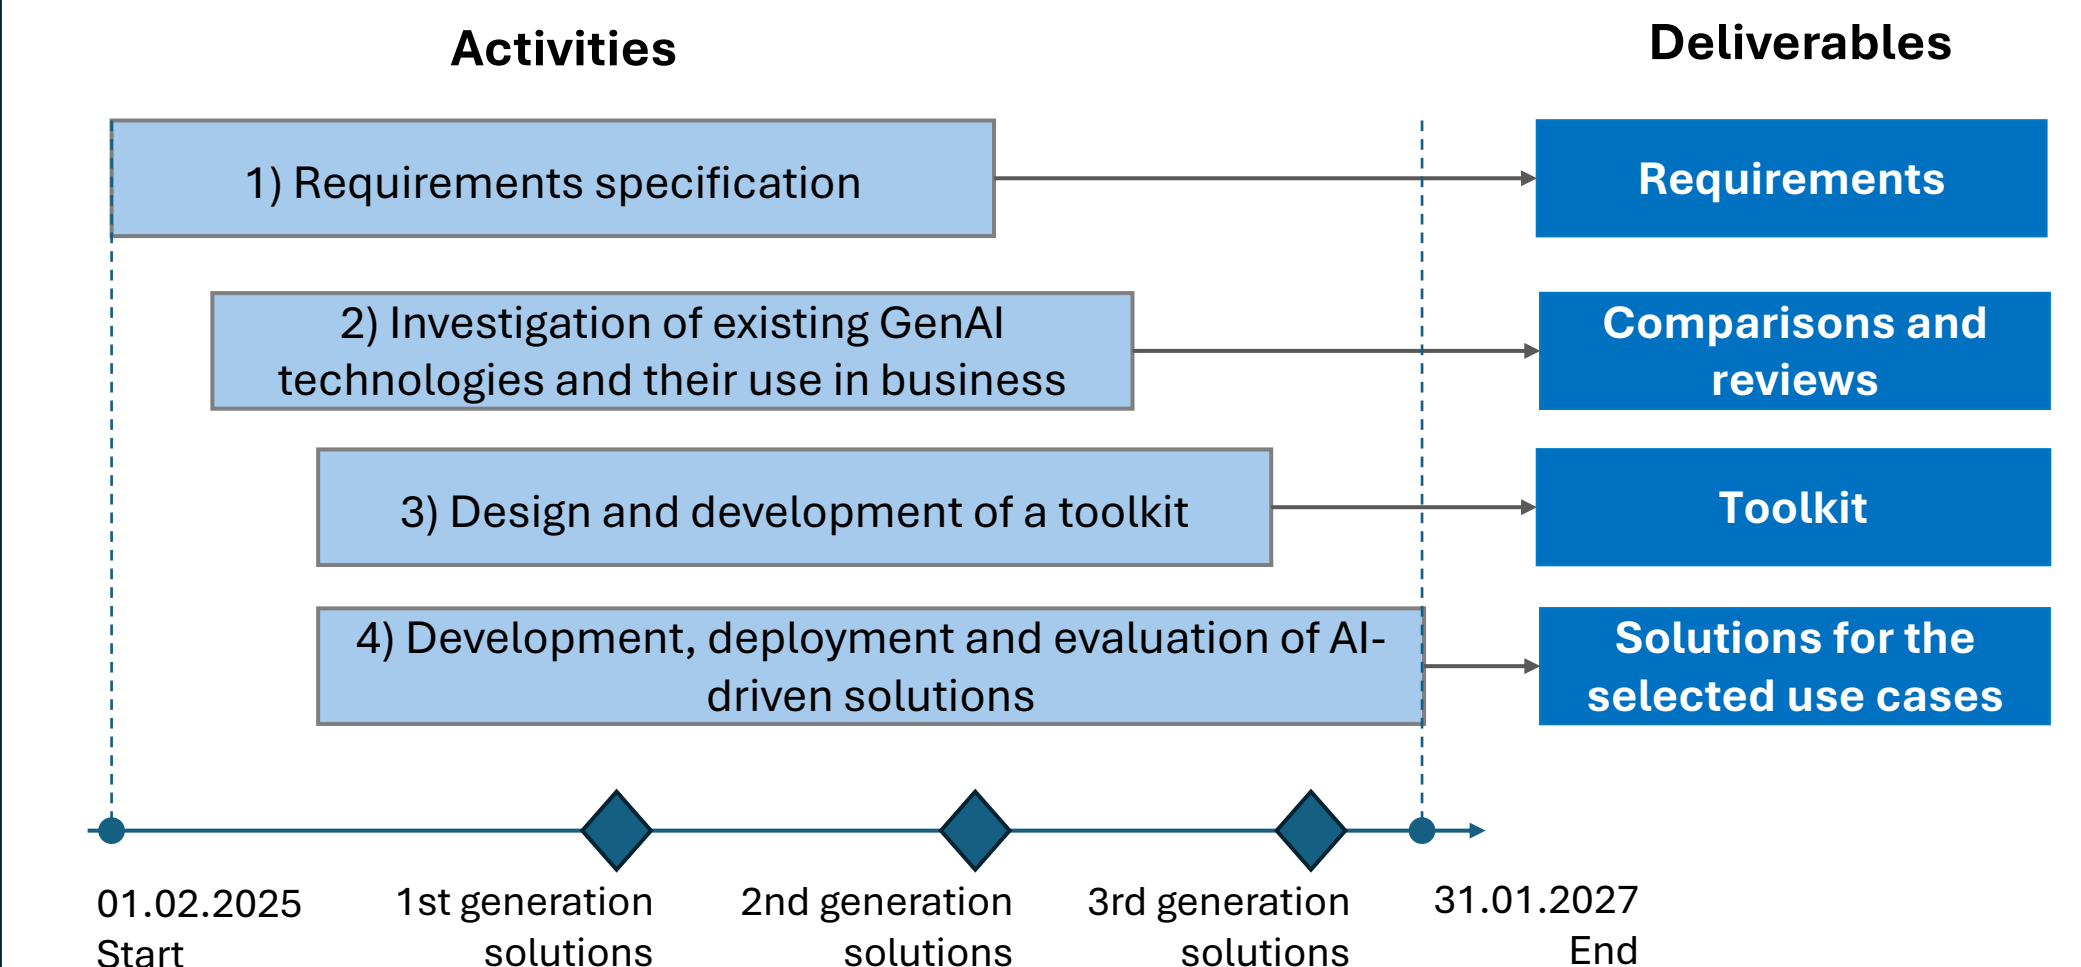 Activities
Deliverables
1) Requirements specification
Requirements
2) Investigation of existing GenAI
technologies and their use in business
Comparisons and
reviews
3) Design and development of a toolkit
Toolkit
4) Development, deployment and evaluation of AI-
driven solutions
Solutions for the
selected use cases
01.02.2025
Start
1st generation
solutions
2nd generation
solutions
3rd generation
solutions
31.01.2027
End